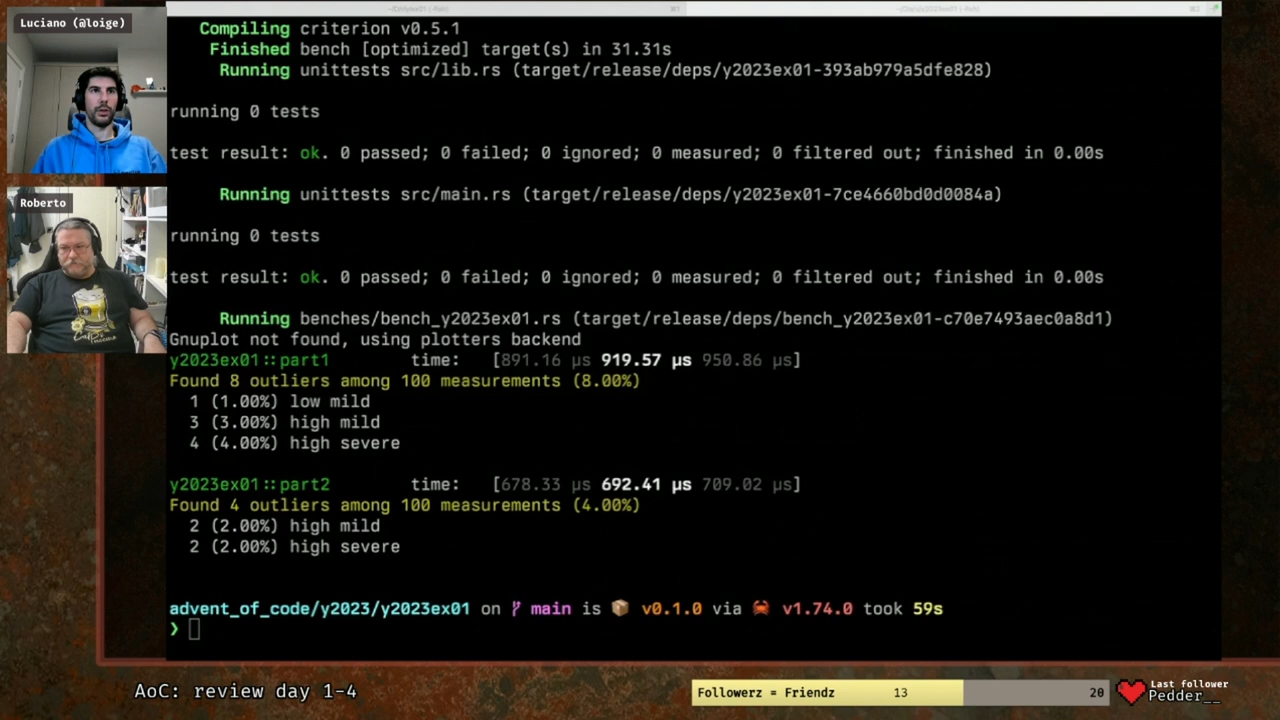 Luciano (@loige)
Roberto
Compiling criterion v0.5.1
Finished bench [optimized] target(s) in 31.31s
Running unittests src/lib.rs (target/release/deps/y2023ex01-393ab979a5dfe828)
running 0 tests
test result: ok. 0 passed; 0 failed; 0 ignored; 0 measured; 0 filtered out; finished in 0.00s
Running unittests src/main.rs (target/release/deps/y2023ex01-7ce4660bd0d0084a)
running 0 tests
test result: ok. 0 passed; 0 failed; 0 ignored; 0 measured; 0 filtered out; finished in 0.00s
Running benches/bench_y2023ex01.rs (target/release/deps/bench_y2023ex01-c70e7493aec0a8d1)
Gnuplot not found, using plotters backend
y2023ex01::part1 time: [891.16 µs 919.57 µs 950.86 µs]
Found 8 outliers among 100 measurements (8.00%)
1 (1.00%) low mild
3 (3.00%) high mild
4 (4.00%) high severe
y2023ex01::part2 time: [678.33 µs 692.41 µs 709.02 µs]
Found 4 outliers among 100 measurements (4.00%)
2 (2.00%) high mild
2 (2.00%) high severe
advent_of_code/y2023/y2023ex01 on main is 📦 v0.1.0 via 🦀 v1.74.0 took 59s
❯
AoC: review day 1-4
Followerz = Friendz 13 20
Last follower
Pedder__